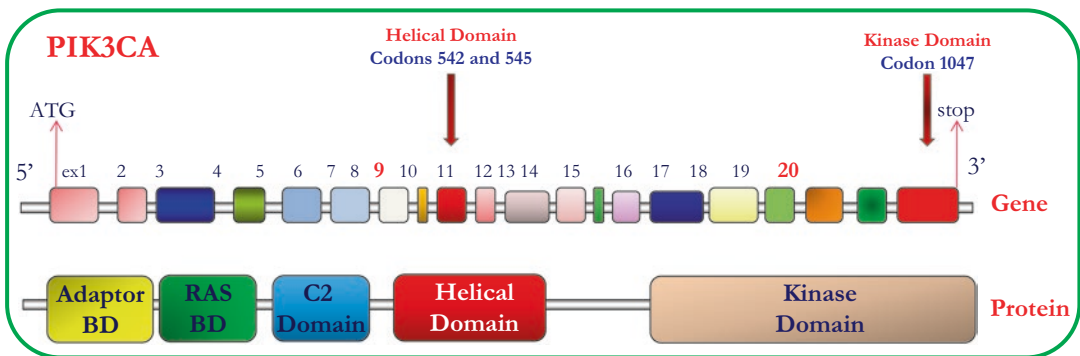 PIK3CA
Helical Domain
Codons 542 and 545
Kinase Domain
Codon 1047
ATG
stop
5’ ex1 2 3 4 5 6 7 8 9 10 11 12 13 14 15 16 17 18 19 20 3’
Gene
Adaptor
BD
RAS
BD
C2
Domain
Helical
Domain
Kinase
Domain
Protein